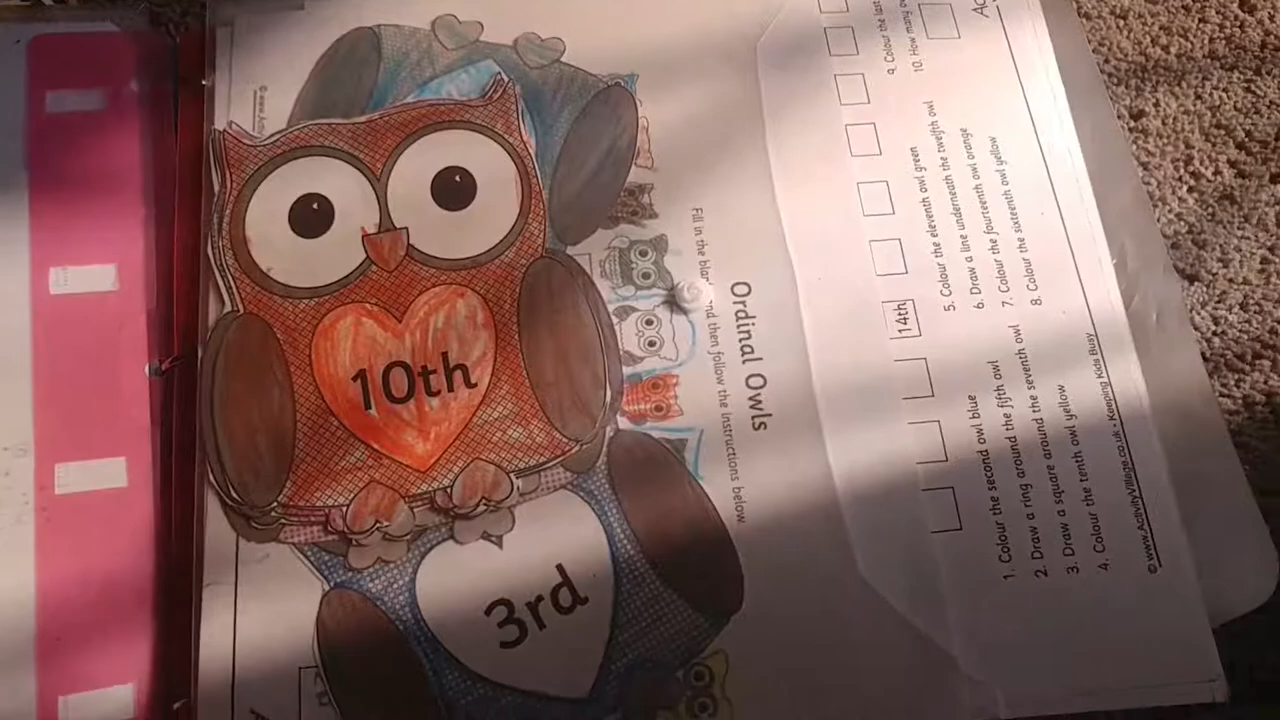 10th
3rd
Ordinal Owls
Fill in the and then follow the instructions below
14th
1. Colour the second owl blue
2. Draw a ring around the fifth owl
3. Draw a square around the seventh owl
4. Colour the tenth owl yellow
5. Colour the eleventh owl green
6. Draw a line underneath the twelfth owl
7. Colour the fourteenth owl orange
8. Colour the sixteenth owl yellow
9. Colour the last
10. How many
© www.ActivityVillage.co.uk - Keeping Kids Busy